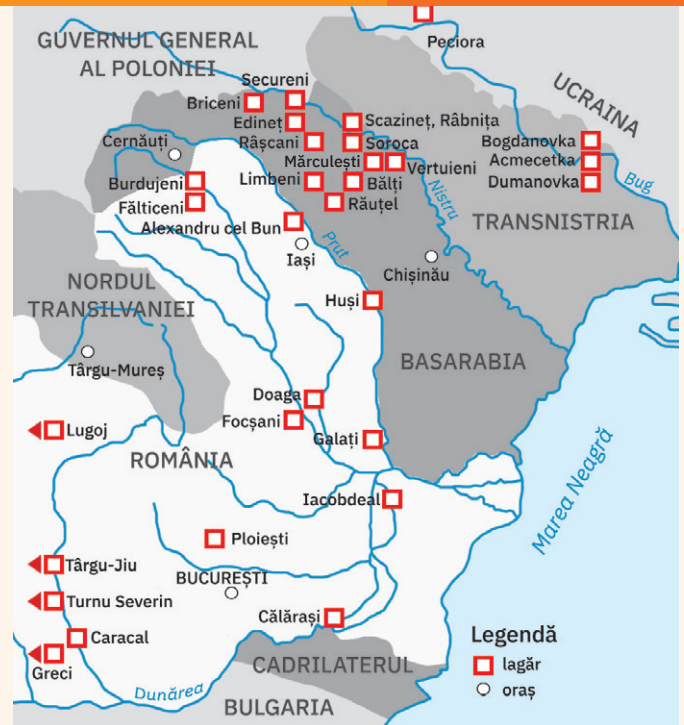 Peciora
GUVERNUL GENERAL
AL POLONIEI
UCRAINA
Secureni
Briceni
Edineț
Scazineț, Râbnița
Cernăuți
Râșcani
Soroca
Bogdanovka
Mărculești
Vertuieni
Acmecetka
Burdujeni
Limbeni
Bălți
Dumanovka
Bug
Fălticeni
Răuțel
Nistru
TRANSNISTRIA
Alexandru cel Bun
Prut
Iași
Chișinău
NORDUL
TRANSILVANIEI
Huși
Târgu-Mureș
BASARABIA
Doaga
Focșani
Lugoj
Galați
ROMÂNIA
Marea Neagră
Iacobdeal
Ploiești
Târgu-Jiu
BUCUREȘTI
Turnu Severin
Călărași
Caracal
Legendă
Greci
CADRILATERUL
lagăr
Dunărea
oraș
BULGARIA